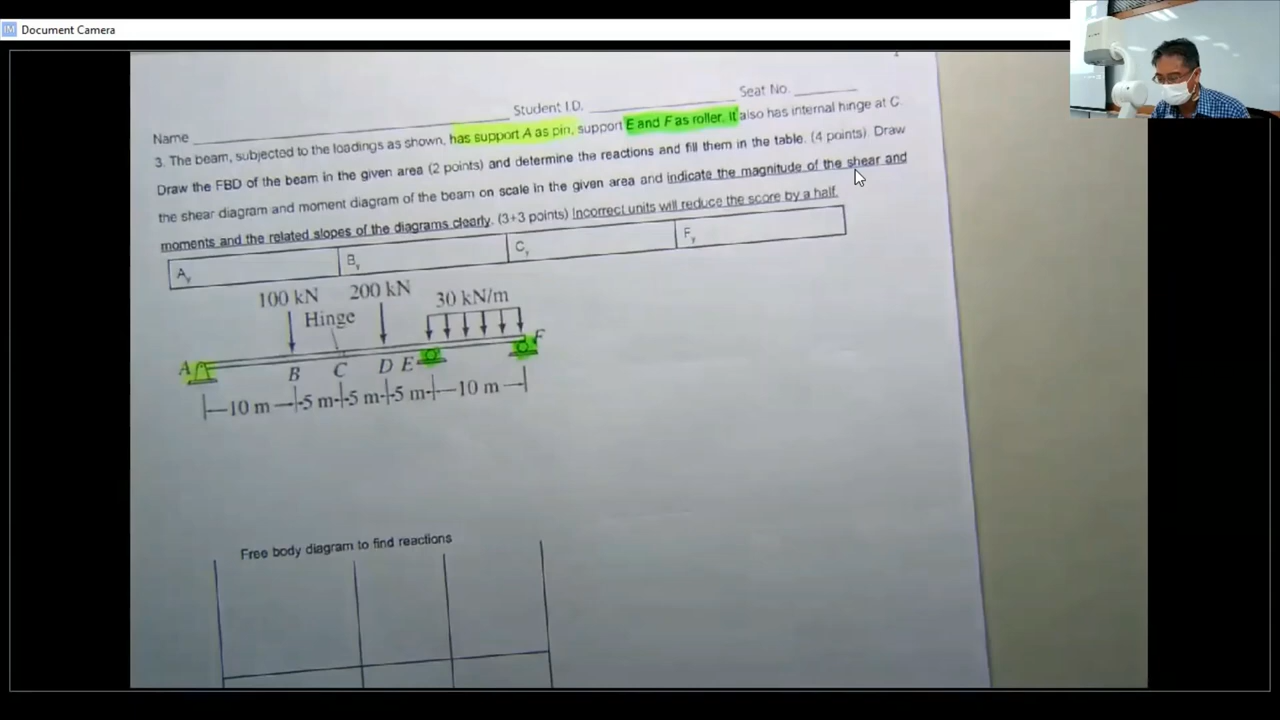 Document Camera
Name Student I.D. Seat No.
3. The beam, subjected to the loadings as shown, has support A as pin, support E and F as roller. It also has internal hinge at C.
Draw the FBD of the beam in the given area (2 points) and determine the reactions and fill them in the table. (4 points) Draw
the shear diagram and moment diagram of the beam on scale in the given area and indicate the magnitude of the shear and
moments and the related slopes of the diagrams clearly. (3+3 points) Incorrect units will reduce the score by a half.
Ay By Cy Fy
100 kN 200 kN 30 kN/m
Hinge
A B C D E F
10 m 5 m 5 m 5 m 10 m
Free body diagram to find reactions